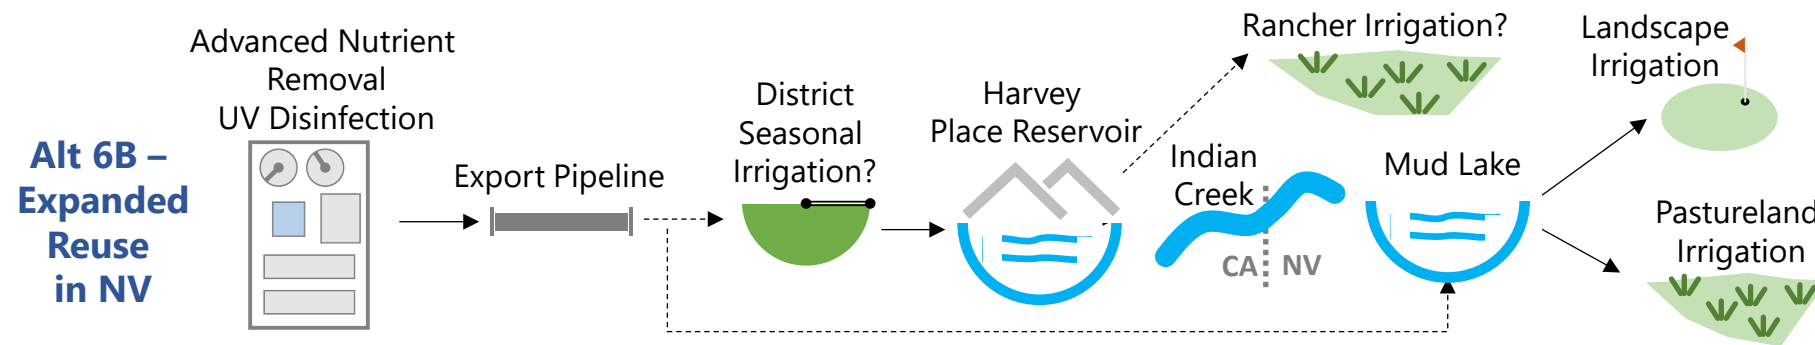 Alt 6B –
Expanded
Reuse
in NV
Advanced Nutrient
Removal
UV Disinfection
Export Pipeline
District
Seasonal
Irrigation?
Harvey
Place Reservoir
Rancher Irrigation?
Indian
Creek
CA
NV
Mud Lake
Landscape
Irrigation
Pastureland
Irrigation